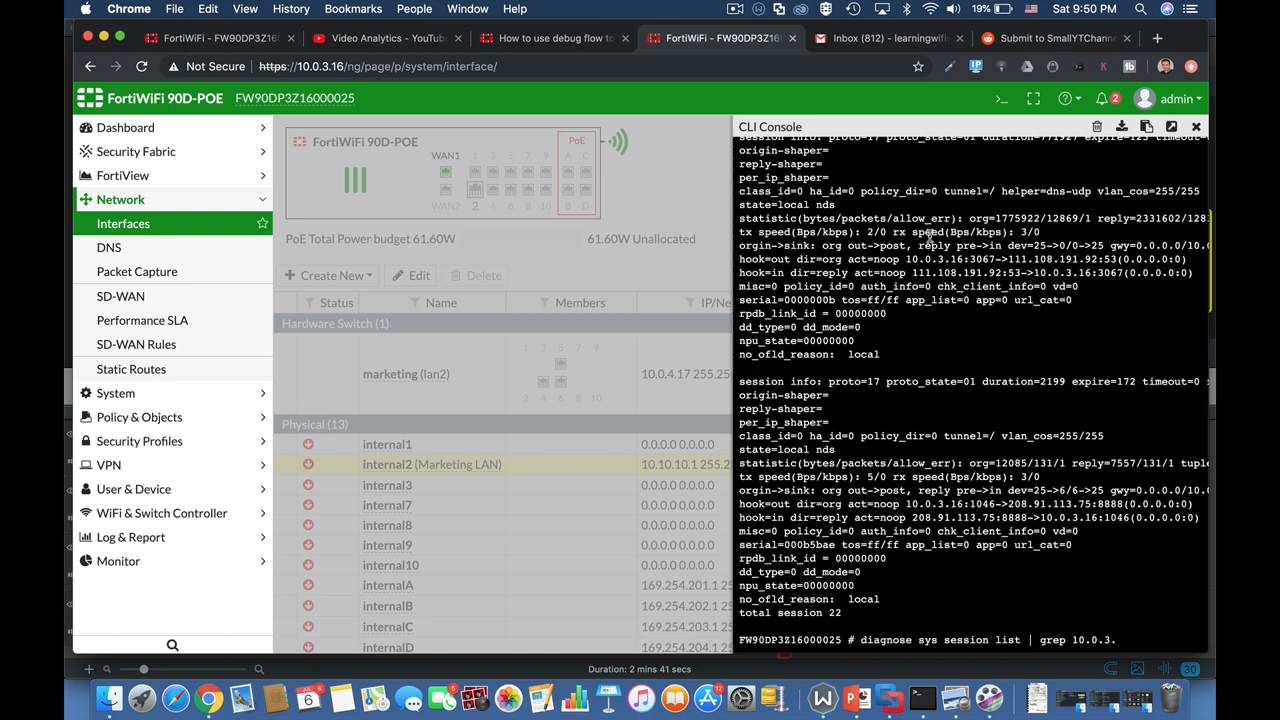 Chrome File Edit View History Bookmarks People Window Help 19% Sat 9:50 PM
FortiWiFi - FW90DP3Z16 Video Analytics - YouTube How to use debug flow to FortiWiFi - FW90DP3Z16 Inbox (812) - learningwifiv Submit to SmallYTChanne
Not Secure https://10.0.3.16/ng/page/p/system/interface/
FortiWiFi 90D-POE FW90DP3Z16000025 2 admin
Dashboard
Security Fabric
FortiView
Network
Interfaces
DNS
Packet Capture
SD-WAN
Performance SLA
SD-WAN Rules
Static Routes
System
Policy & Objects
Security Profiles
VPN
User & Device
WiFi & Switch Controller
Log & Report
Monitor
FortiWiFi 90D-POE
PoE
WAN1 1 3 5 7 9 A C
WAN2 2 4 6 8 10 B D
PoE Total Power budget 61.60W 61.60W Unallocated
Create New Edit Delete
Status Name Members IP/Ne
Hardware Switch (1)
1 3 5 7 9
marketing (lan2) 10.0.4.17 255.25
2 4 6 8 10
Physical (13)
internal1 0.0.0.0 0.0.0.0
internal2 (Marketing LAN) 10.10.10.1 255.2
internal3 0.0.0.0 0.0.0.0
internal7 0.0.0.0 0.0.0.0
internal8 0.0.0.0 0.0.0.0
internal9 0.0.0.0 0.0.0.0
internal10 0.0.0.0 0.0.0.0
internalA 169.254.201.1 25
internalB 169.254.202.1 25
internalC 169.254.203.1 25
internalD 169.254.204.1 25
CLI Console
origin-shaper=
reply-shaper=
per_ip_shaper=
class_id=0 ha_id=0 policy_dir=0 tunnel=/ helper=dns-udp vlan_cos=255/255
state=local nds
statistic(bytes/packets/allow_err): org=1775922/12869/1 reply=2331602/1281
tx speed(Bps/kbps): 2/0 rx speed(Bps/kbps): 3/0
orgin->sink: org out->post, reply pre->in dev=25->0/0->25 gwy=0.0.0.0/10.0
hook=out dir=org act=noop 10.0.3.16:3067->111.108.191.92:53(0.0.0.0:0)
hook=in dir=reply act=noop 111.108.191.92:53->10.0.3.16:3067(0.0.0.0:0)
misc=0 policy_id=0 auth_info=0 chk_client_info=0 vd=0
serial=0000000b tos=ff/ff app_list=0 app=0 url_cat=0
rpdb_link_id = 00000000
dd_type=0 dd_mode=0
npu_state=00000000
no_ofld_reason:  local
session info: proto=17 proto_state=01 duration=2199 expire=172 timeout=0
origin-shaper=
reply-shaper=
per_ip_shaper=
class_id=0 ha_id=0 policy_dir=0 tunnel=/ vlan_cos=255/255
state=local nds
statistic(bytes/packets/allow_err): org=12085/131/1 reply=7557/131/1 tuple
tx speed(Bps/kbps): 5/0 rx speed(Bps/kbps): 3/0
orgin->sink: org out->post, reply pre->in dev=25->6/6->25 gwy=0.0.0.0/10.0
hook=out dir=org act=noop 10.0.3.16:1046->208.91.113.75:8888(0.0.0.0:0)
hook=in dir=reply act=noop 208.91.113.75:8888->10.0.3.16:1046(0.0.0.0:0)
misc=0 policy_id=0 auth_info=0 chk_client_info=0 vd=0
serial=000b5bae tos=ff/ff app_list=0 app=0 url_cat=0
rpdb_link_id = 00000000
dd_type=0 dd_mode=0
npu_state=00000000
no_ofld_reason:  local
total session 22
FW90DP3Z16000025 # diagnose sys session list | grep 10.0.3.
Duration: 2 mins 41 secs 30